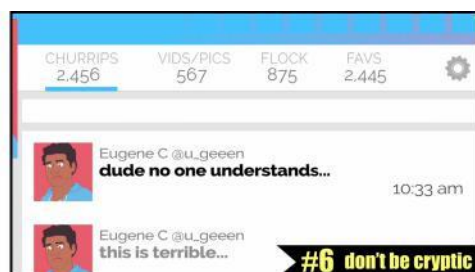 CHURRIPS VIDS/PICS FLOCK FAVS
2,456 567 875 2,445
Eugene C @u_geeen
dude no one understands...
10:33 am
Eugene C @u_geeen
this is terrible...
#6 don't be cryptic